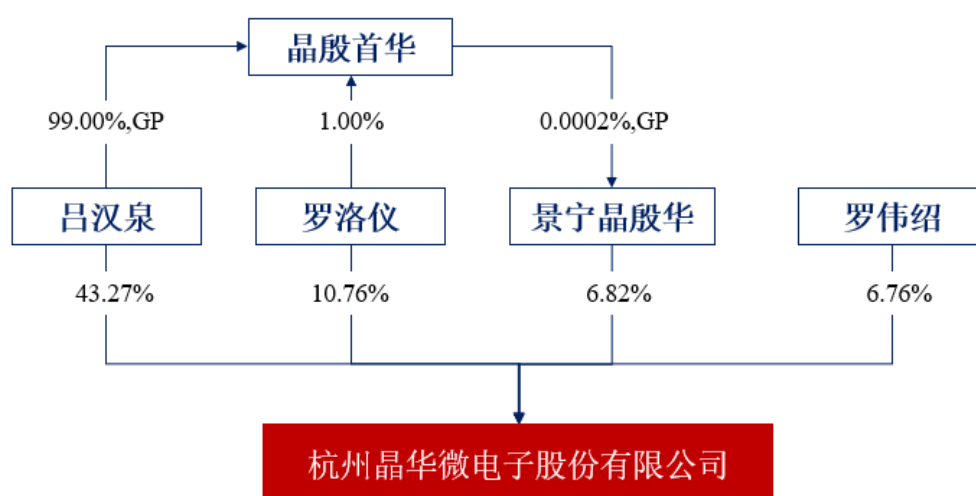 晶殷首华
99.00%,GP
1.00%
0.0002%,GP
吕汉泉
罗洛仪
景宁晶殷华
罗伟绍
43.27%
10.76%
6.82%
6.76%
杭州晶华微电子股份有限公司